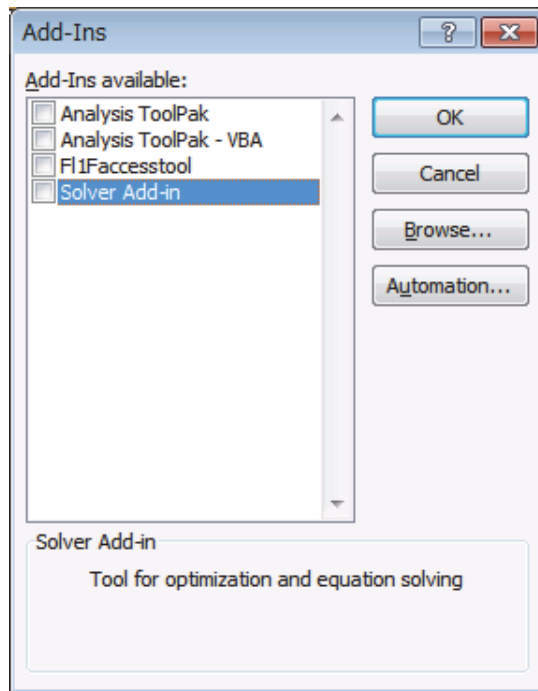 Add-Ins
Add-Ins available:
Analysis ToolPak
Analysis ToolPak - VBA
Fl1Faccesstool
Solver Add-in
OK
Cancel
Browse...
Automation...
Solver Add-in
Tool for optimization and equation solving